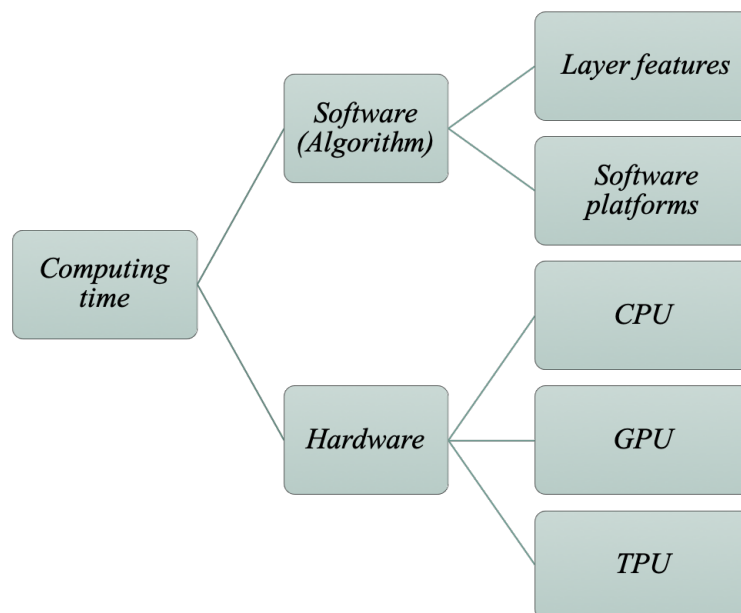 Layer features
Software
(Algorithm)
Software
platforms
Computing
time
CPU
Hardware
GPU
TPU